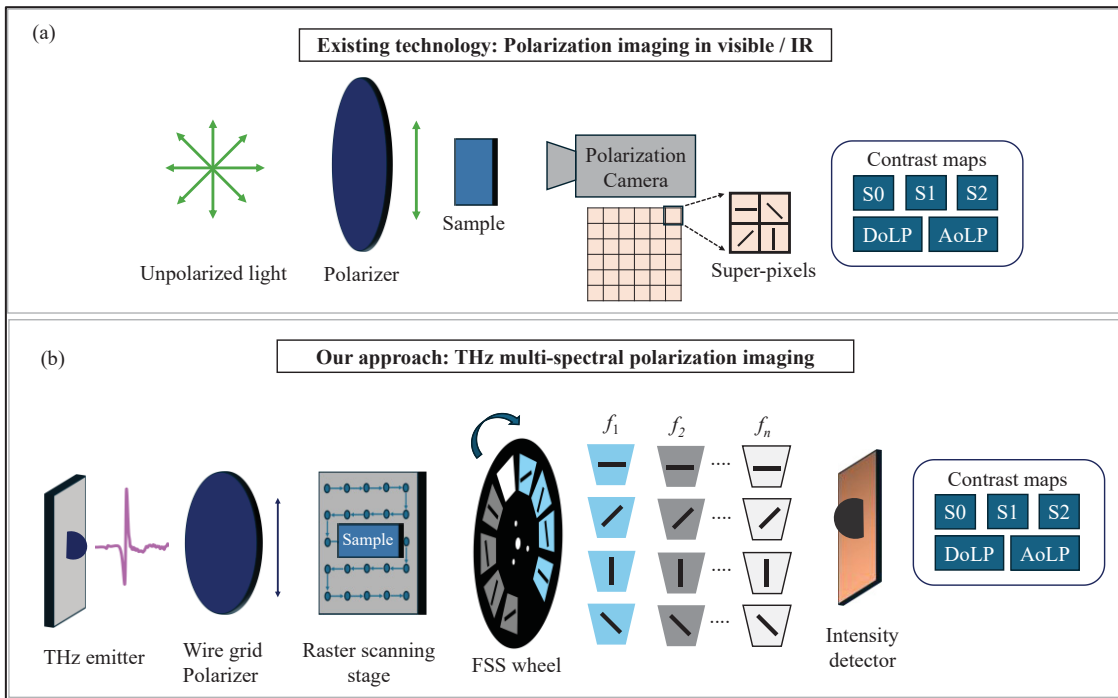 (a)
Existing technology: Polarization imaging in visible / IR
Unpolarized light
Polarizer
Sample
Polarization
Camera
Super-pixels
Contrast maps
S0 S1 S2
DoLP AoLP
(b)
Our approach: THz multi-spectral polarization imaging
THz emitter
Wire grid
Polarizer
Sample
Raster scanning
stage
FSS wheel
f1 f2 fn
....
....
....
....
Intensity
detector
Contrast maps
S0 S1 S2
DoLP AoLP